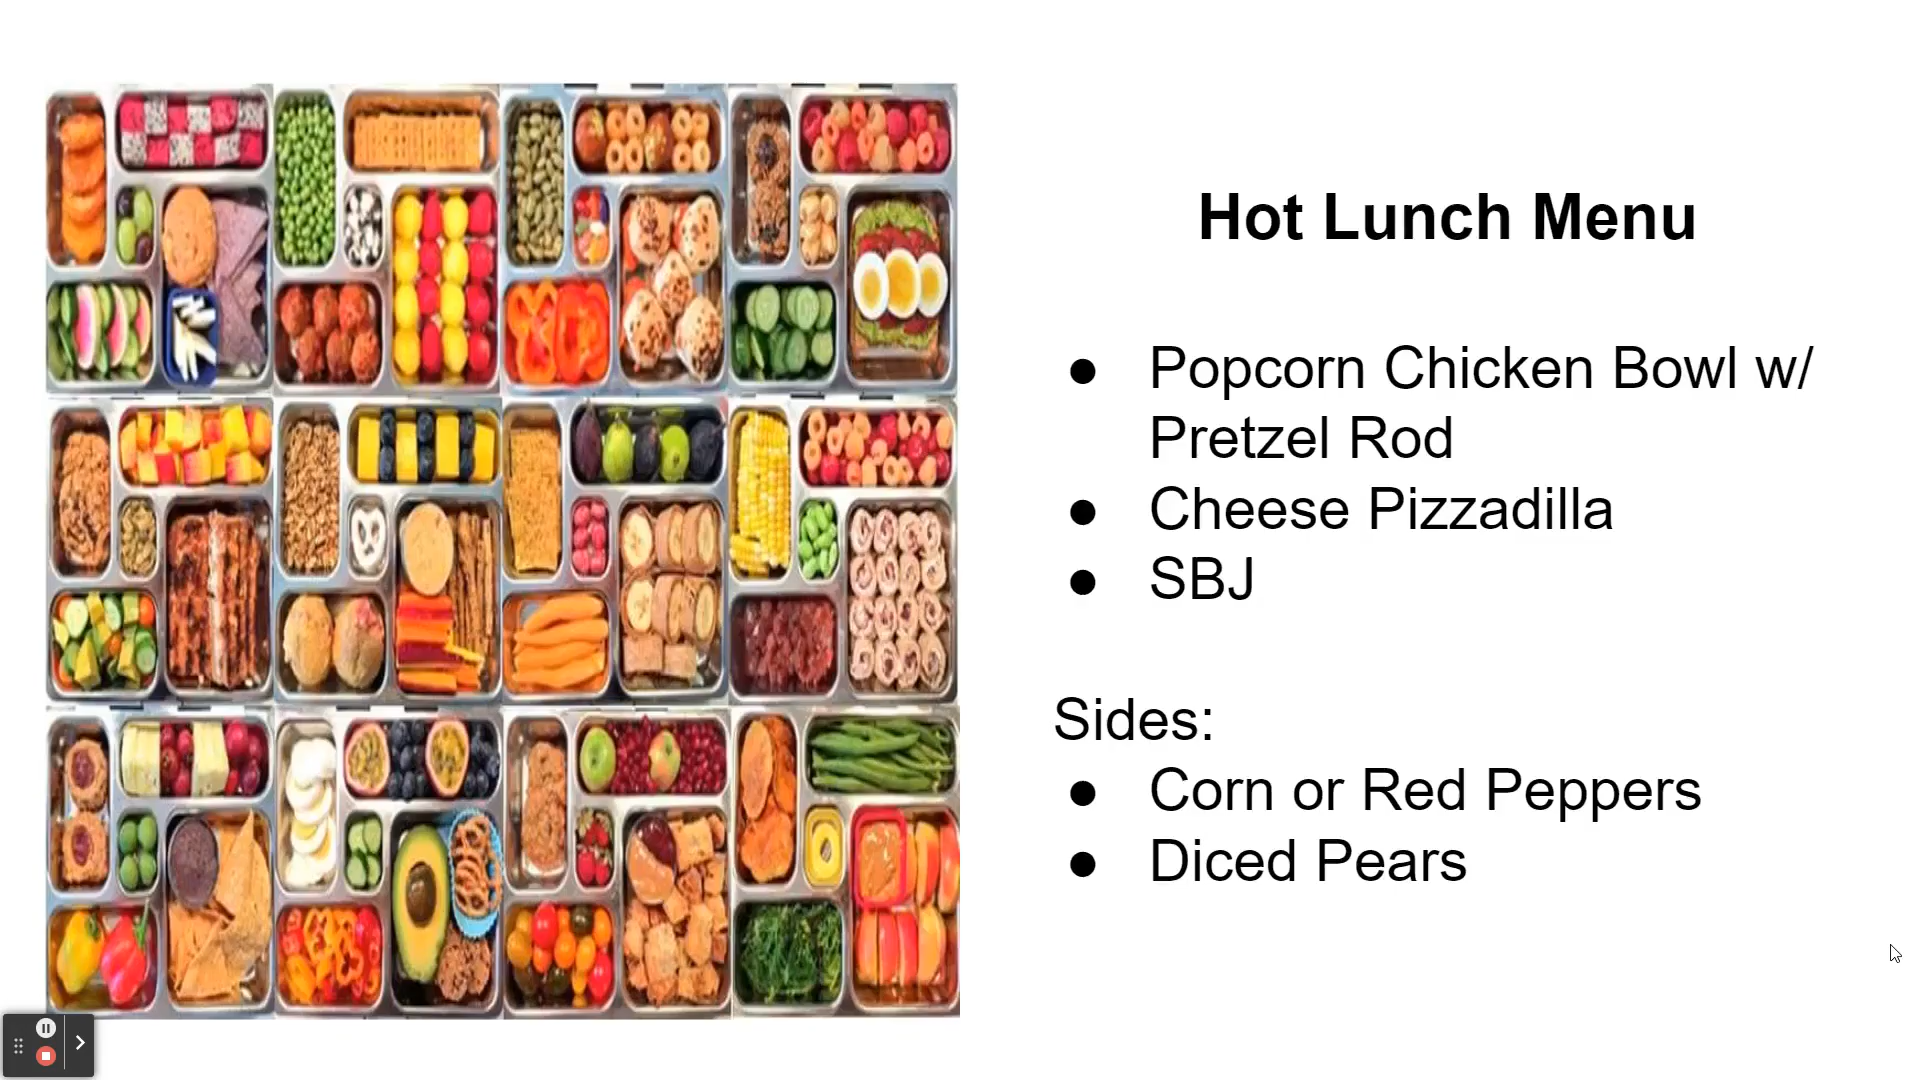 Hot Lunch Menu
● Popcorn Chicken Bowl w/
Pretzel Rod
● Cheese Pizzadilla
● SBJ
Sides:
● Corn or Red Peppers
● Diced Pears